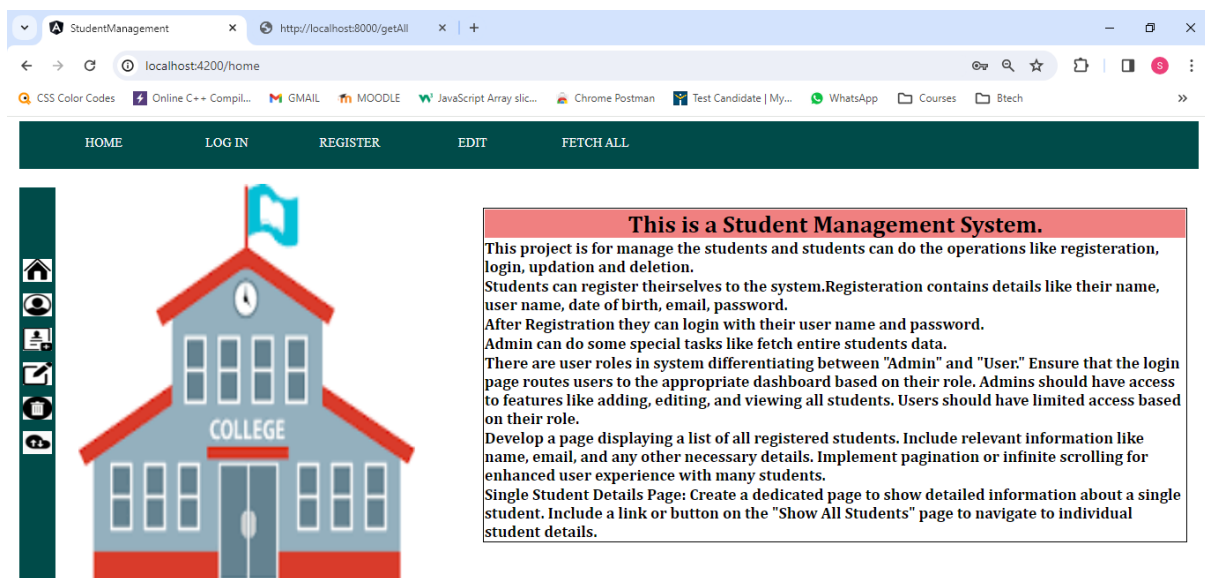 StudentManagement
http://localhost:8000/getAll
localhost:4200/home
CSS Color Codes
Online C++ Compil...
GMAIL
MOODLE
JavaScript Array slic...
Chrome Postman
Test Candidate | My...
WhatsApp
Courses
Btech
S
HOME
LOG IN
REGISTER
EDIT
FETCH ALL
COLLEGE
This is a Student Management System.
This project is for manage the students and students can do the operations like registeration,
login, updation and deletion.
Students can register theirselves to the system.Registeration contains details like their name,
user name, date of birth, email, password.
After Registration they can login with their user name and password.
Admin can do some special tasks like fetch entire students data.
There are user roles in system differentiating between "Admin" and "User." Ensure that the login
page routes users to the appropriate dashboard based on their role. Admins should have access
to features like adding, editing, and viewing all students. Users should have limited access based
on their role.
Develop a page displaying a list of all registered students. Include relevant information like
name, email, and any other necessary details. Implement pagination or infinite scrolling for
enhanced user experience with many students.
Single Student Details Page: Create a dedicated page to show detailed information about a single
student. Include a link or button on the "Show All Students" page to navigate to individual
student details.